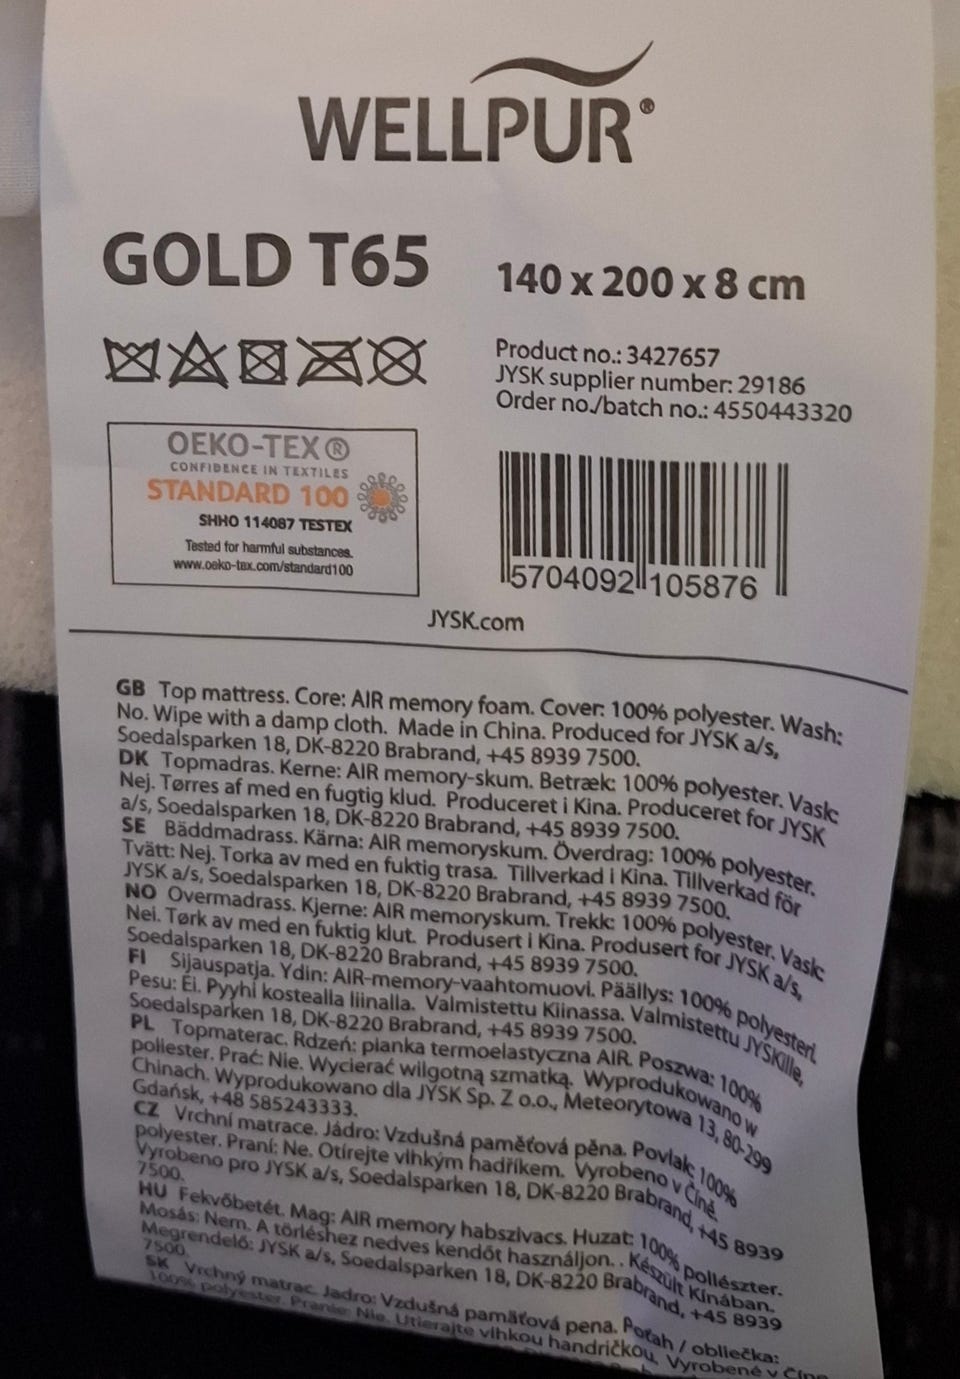 WELLPUR®
GOLD T65
140 x 200 x 8 cm
Product no.: 3427657
JYSK supplier number: 29186
Order no./batch no.: 4550443320
OEKO-TEX®
CONFIDENCE IN TEXTILES
STANDARD 100
SHHO 114087 TESTEX
Tested for harmful substances.
www.oeko-tex.com/standard100
5704092 105876
JYSK.com
GB Top mattress. Core: AIR memory foam. Cover: 100% polyester. Wash:
No. Wipe with a damp cloth. Made in China. Produced for JYSK a/s,
Soedalsparken 18, DK-8220 Brabrand, +45 8939 7500.
DK Topmadras. Kerne: AIR memory-skum. Betræk: 100% polyester. Vask:
Nej. Tørres af med en fugtig klud. Produceret i Kina. Produceret for JYSK
a/s, Soedalsparken 18, DK-8220 Brabrand, +45 8939 7500.
SE Bäddmadrass. Kärna: AIR memoryskum. Överdrag: 100% polyester.
Tvätt: Nej. Torka av med en fuktig trasa. Tillverkad i Kina. Tillverkad för
JYSK a/s, Soedalsparken 18, DK-8220 Brabrand, +45 8939 7500.
NO Overmadrass. Kjerne: AIR memoryskum. Trekk: 100% polyester. Vask:
Nei. Tørk av med en fuktig klut. Produsert i Kina. Produsert for JYSK a/s,
Soedalsparken 18, DK-8220 Brabrand, +45 8939 7500.
FI Sijauspatja. Ydin: AIR-memory-vaahtomuovi. Päällys: 100% polyesteri.
Pesu: Ei. Pyyhi kostealla liinalla. Valmistettu Kiinassa. Valmistettu JYSKille,
Soedalsparken 18, DK-8220 Brabrand, +45 8939 7500.
PL Topmaterac. Rdzeń: pianka termoelastyczna AIR. Poszwa: 100%
poliester. Prać: Nie. Wycierać wilgotną szmatką. Wyprodukowano w
Chinach. Wyprodukowano dla JYSK Sp. Z o.o., Meteorytowa 13, 80-299
Gdańsk, +48 585243333.
CZ Vrchní matrace. Jádro: Vzdušná paměťová pěna. Povlak: 100%
polyester. Praní: Ne. Otírejte vlhkým hadříkem. Vyrobeno v Číně.
Vyrobeno pro JYSK a/s, Soedalsparken 18, DK-8220 Brabrand, +45 8939
7500.
HU Fekvőbetét. Mag: AIR memory habszivacs. Huzat: 100% poliészter.
Mosás: Nem. A törléshez nedves kendőt használjon. . Készült Kínában.
Megrendelő: JYSK a/s, Soedalsparken 18, DK-8220 Brabrand, +45 8939
7500.
SK Vrchný matrac. Jadro: Vzdušná pamäťová pena. Poťah / obliečka:
100% polyester. Pranie: Nie. Utierajte vlhkou handričkou. Vyrobené v Číne